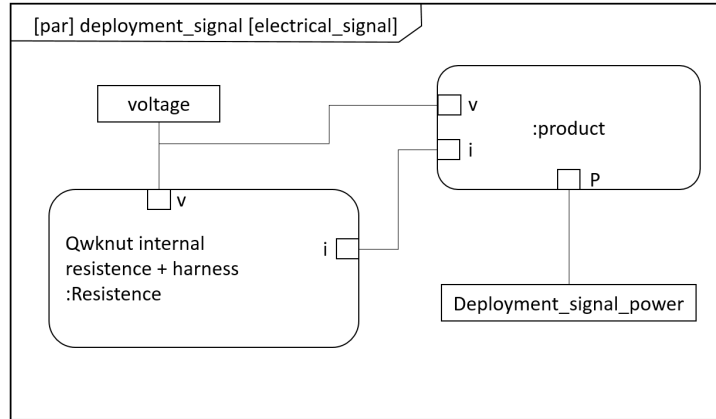 [par] deployment_signal [electrical_signal]
voltage
v
i
:product
P
v
Qwknut internal
resistence + harness
:Resistence
i
Deployment_signal_power